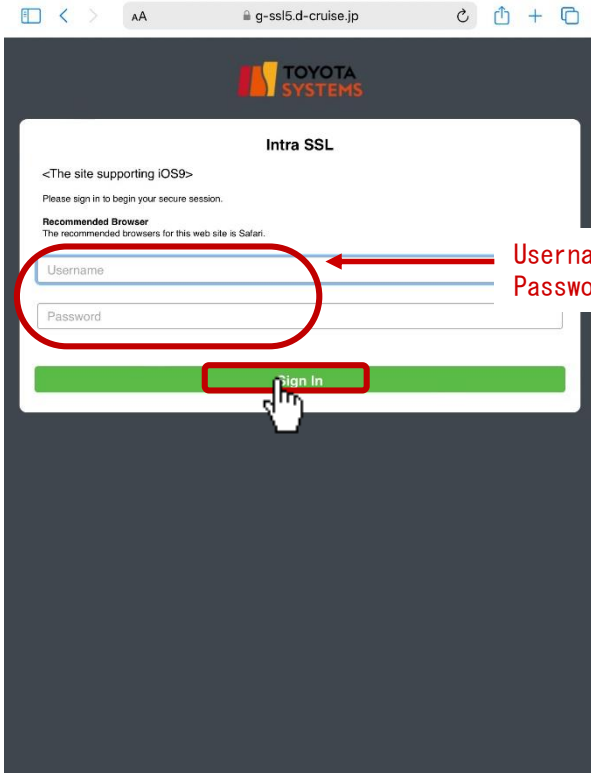 AA g-ssl5.d-cruise.jp
TOYOTA
SYSTEMS
Intra SSL
<The site supporting iOS9>
Please sign in to begin your secure session.
Recommended Browser
The recommended browsers for this web site is Safari.
Username
Password
Userna
Passwo
Sign In